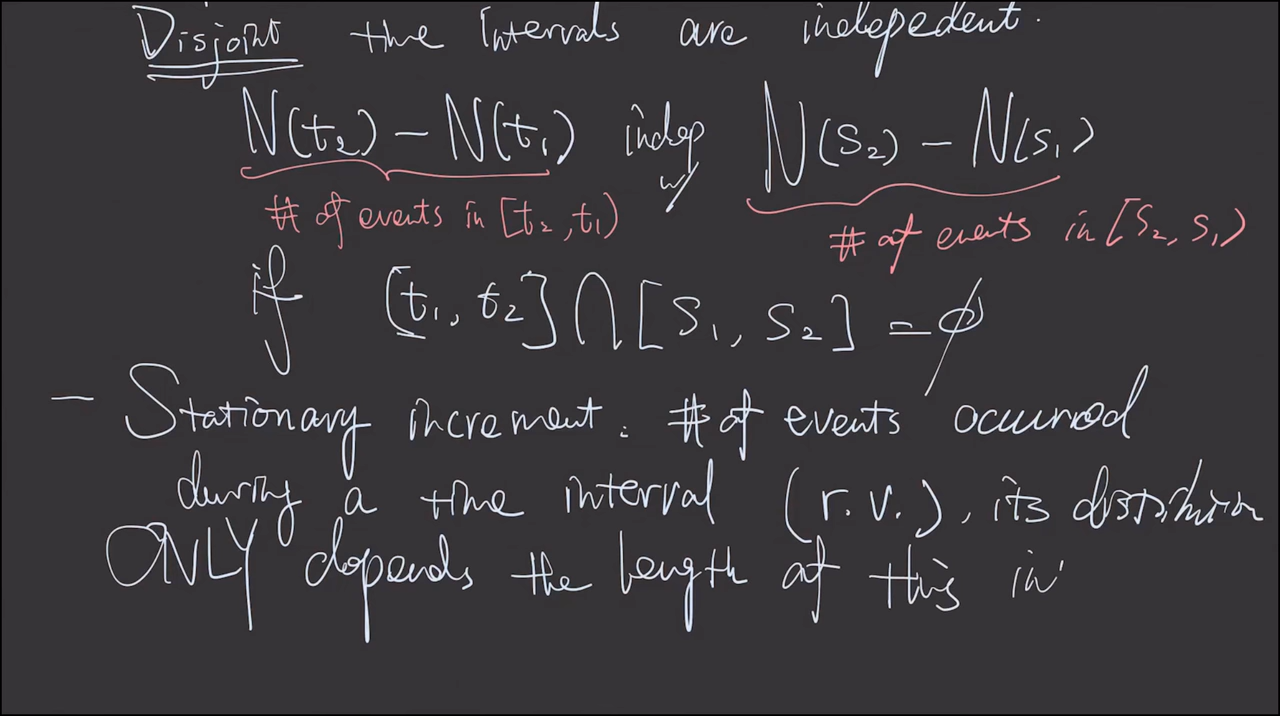 Disjoint time intervals are indepedent.
N(t₂) - N(t₁) indep w/ N(s₂) - N(s₁)
# of events in [t₂, t₁) # of events in [s₂, s₁)
if [t₁, t₂] ∩ [s₁, s₂] = ϕ
- Stationary increment: # of events occurred
during a time interval (r.v.), its distribution
ONLY depends the length of this in